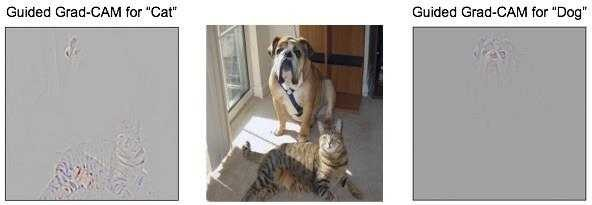 Guided Grad-CAM for “Cat”
Guided Grad-CAM for “Dog”